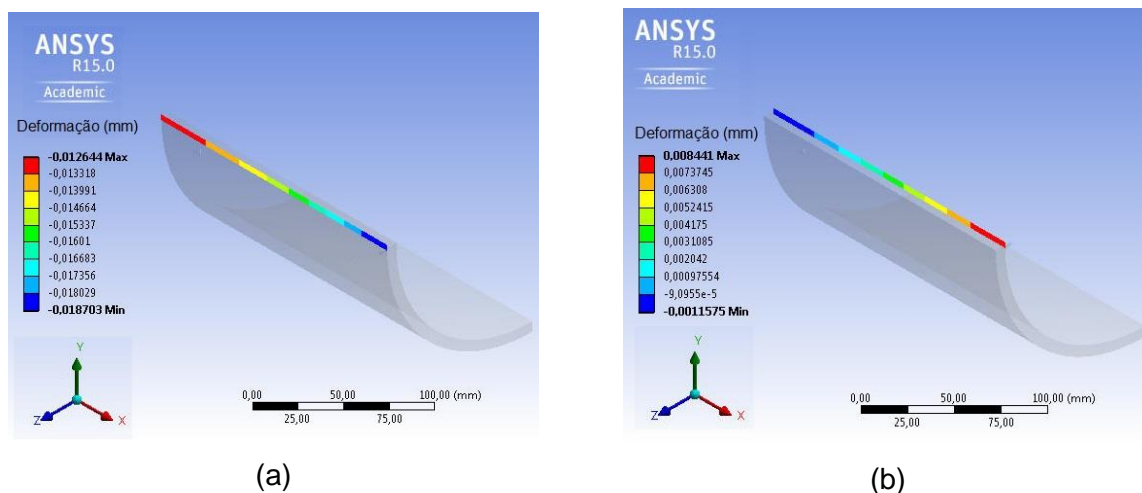 ANSYS
R15.0
Academic
Deformação (mm)
-0,012644 Max
-0,013318
-0,013991
-0,014664
-0,015337
-0,01601
-0,016683
-0,017356
-0,018029
-0,018703 Min
Y
Z
X
0,00 50,00 100,00 (mm)
25,00 75,00
(a)
ANSYS
R15.0
Academic
Deformação (mm)
0,008441 Max
0,0073745
0,006308
0,0052415
0,004175
0,0031085
0,002042
0,00097554
-9,0955e-5
-0,0011575 Min
Y
Z
X
0,00 50,00 100,00 (mm)
25,00 75,00
(b)